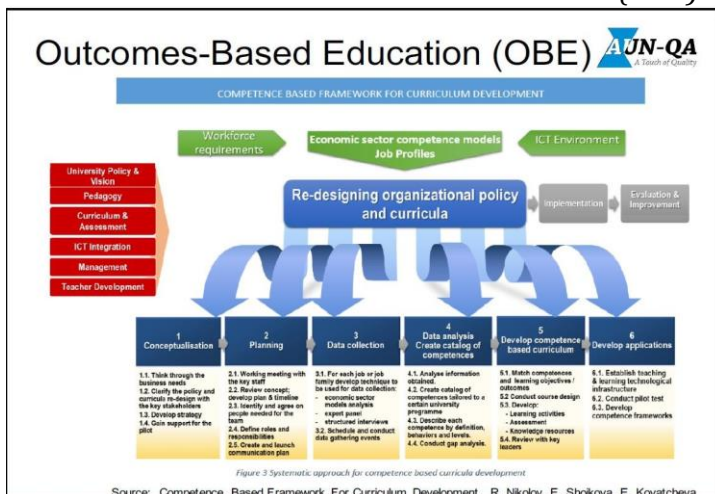 Outcomes-Based Education (OBE)
AUN-QA
A Touch of Quality
COMPETENCE BASED FRAMEWORK FOR CURRICULUM DEVELOPMENT
Workforce
requirements
Economic sector competence models
Job Profiles
ICT Environment
University Policy &
Vision
Pedagogy
Curriculum &
Assessment
ICT Integration
Management
Teacher Development
Re-designing organizational policy
and curricula
Implementation
Evaluation &
Improvement
1
Conceptualisation
1.1. Think through the
business needs
1.2. Clarify the policy and
curricula re-design with
the key stakeholders
1.3. Develop strategy
1.4. Gain support for the
pilot
2
Planning
2.1. Working meeting with
the key staff
2.2. Review concept;
develop plan & timeline
2.3. Identify and agree on
people needed for the
team
2.4. Define roles and
responsibilities
2.5. Create and launch
communication plan
3
Data collection
3.1. For each job or job
family develop technique to
be used for data collection:
- economic sector
models analysis
- expert panel
- structured interviews
3.2. Schedule and conduct
data gathering events
4
Data analysis
Create catalog of
competences
4.1. Analyse information
obtained.
4.2. Create catalog of
competences tailored to a
certain university
programme
4.3. Describe each
competence by definition,
behaviors and levels.
4.4. Conduct gap analysis.
5
Develop competence
based curriculum
5.1. Match competences
and learning objectives /
outcomes
5.2 Conduct course design
5.3. Develop:
- Learning activities
- Assessment
- Knowledge resources
5.4. Review with key
leaders
6
Develop applications
6.1. Establish teaching
& learning technological
infrastructure
6.2. Conduct pilot test
6.3. Develop
competence frameworks
Figure 3 Systematic approach for competence based curricula development
Source: Competence Based Framework For Curriculum Development, R. Nikolov, E. Shoikova, E. Kovatcheva